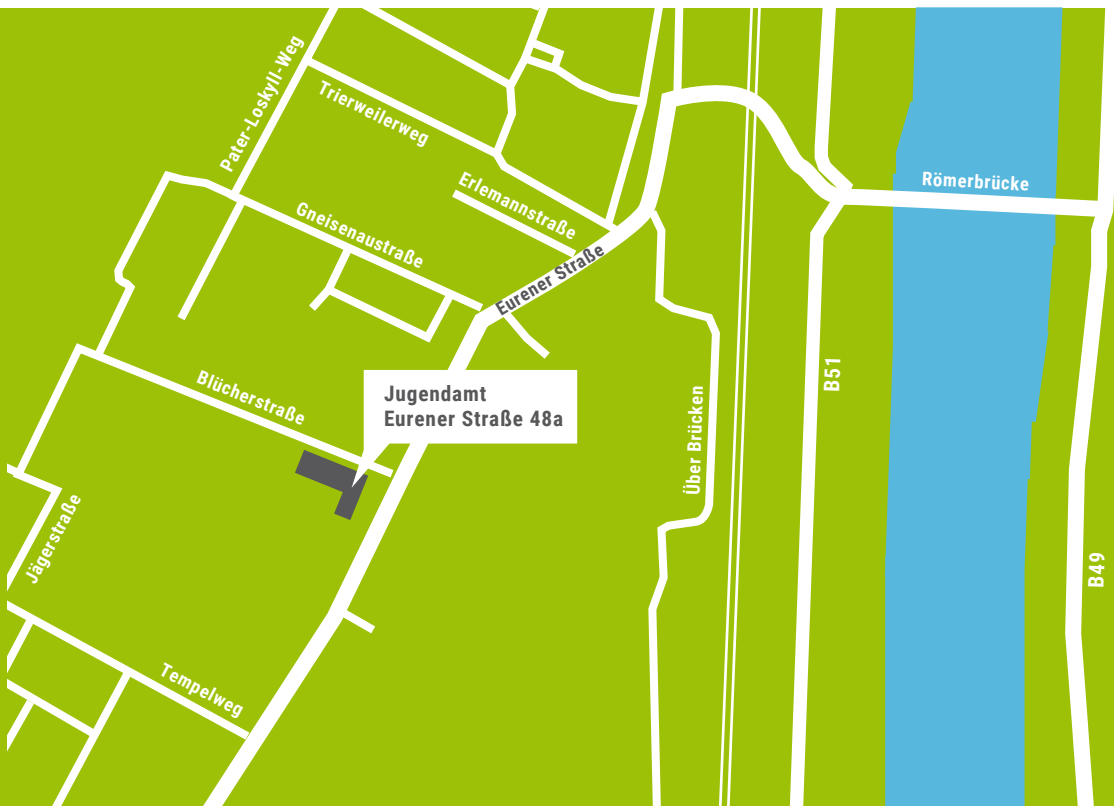 Pater-Loskyll-Weg
Trierweilerweg
Erlemannstraße
Römerbrücke
Gneisenaustraße
Eurener Straße
B51
Blücherstraße
Jugendamt
Eurener Straße 48a
Über Brücken
Jägerstraße
B49
Tempelweg